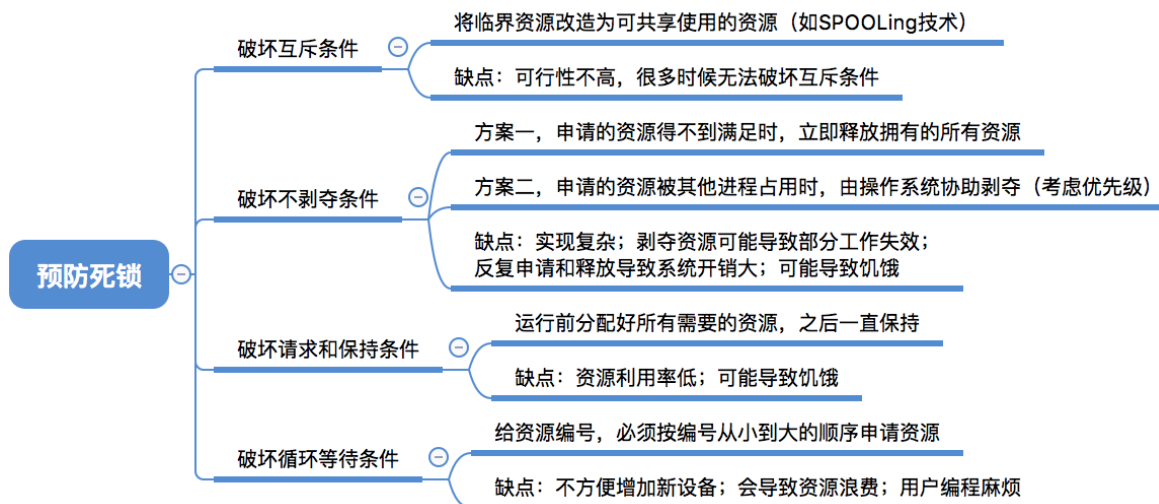 预防死锁
破坏互斥条件
将临界资源改造为可共享使用的资源（如SPOOLing技术）
缺点：可行性不高，很多时候无法破坏互斥条件
破坏不剥夺条件
方案一，申请的资源得不到满足时，立即释放拥有的所有资源
方案二，申请的资源被其他进程占用时，由操作系统协助剥夺（考虑优先级）
缺点：实现复杂；剥夺资源可能导致部分工作失效；
反复申请和释放导致系统开销大；可能导致饥饿
破坏请求和保持条件
运行前分配好所有需要的资源，之后一直保持
缺点：资源利用率低；可能导致饥饿
破坏循环等待条件
给资源编号，必须按编号从小到大的顺序申请资源
缺点：不方便增加新设备；会导致资源浪费；用户编程麻烦